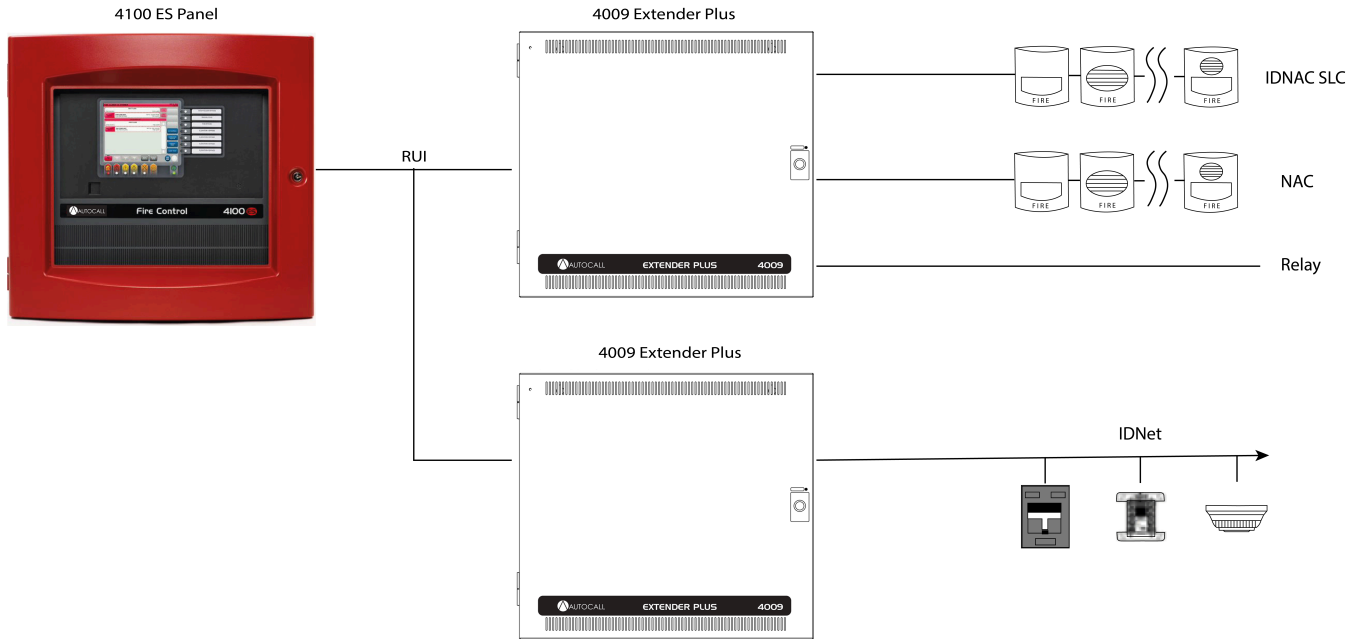 4100 ES Panel
4009 Extender Plus
AUTOCALL Fire Control 4100ES
RUI
AUTOCALL EXTENDER PLUS 4009
FIRE FIRE FIRE
IDNAC SLC
FIRE FIRE FIRE
NAC
Relay
4009 Extender Plus
AUTOCALL EXTENDER PLUS 4009
IDNet